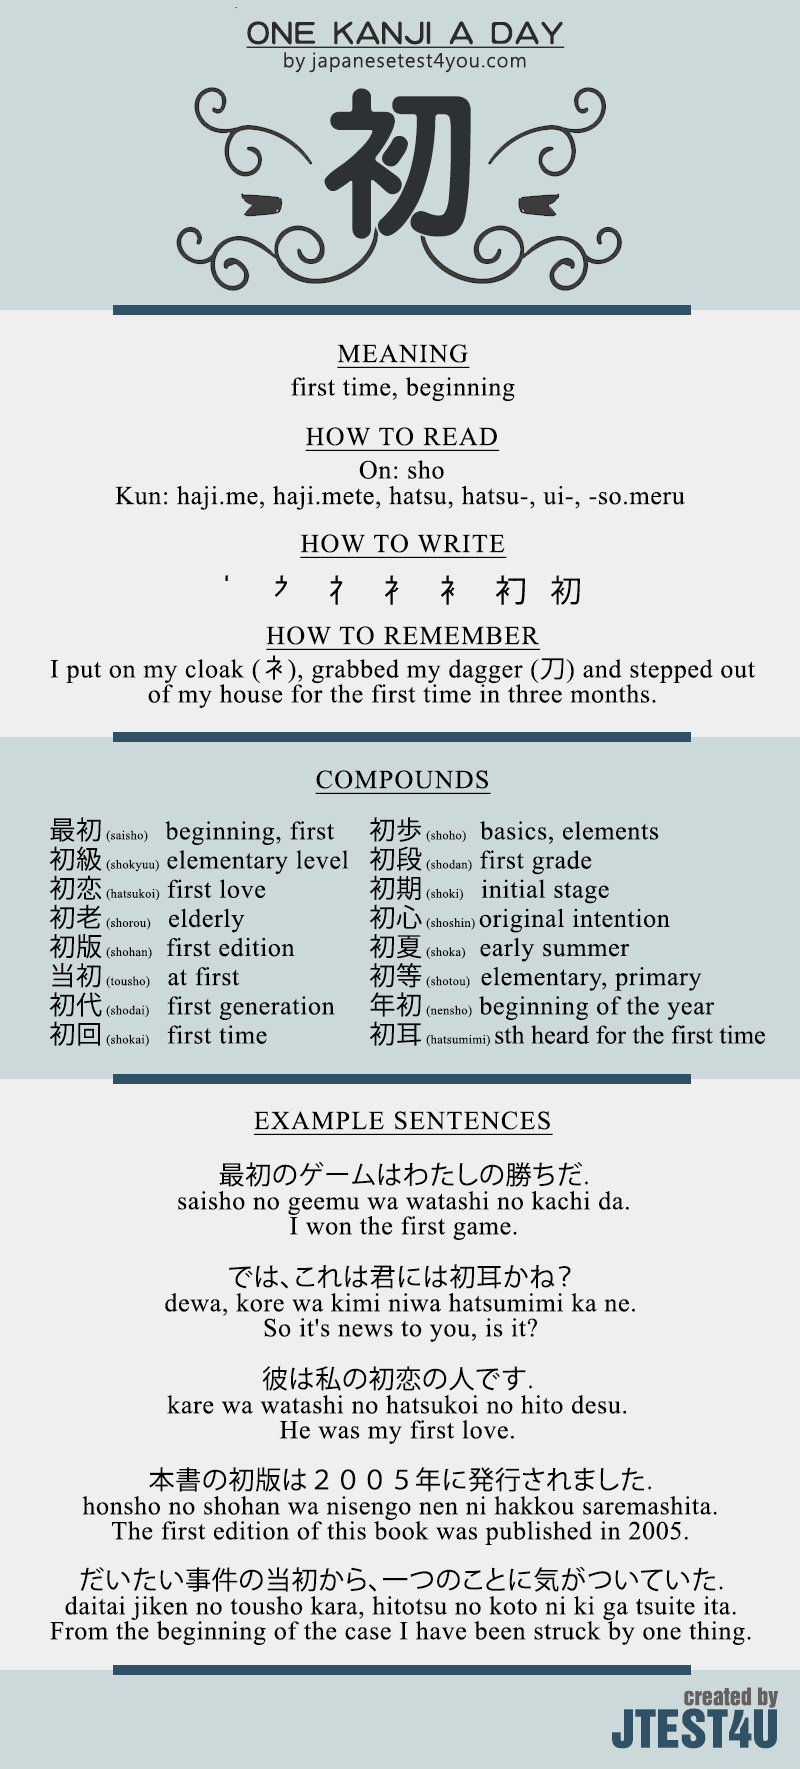 ONE KANJI A DAY
by japanesetest4you.com
初
MEANING
first time, beginning
HOW TO READ
On: sho
Kun: haji.me, haji.mete, hatsu, hatsu-, ui-, -so.meru
HOW TO WRITE
初
HOW TO REMEMBER
I put on my cloak (衤), grabbed my dagger (刀) and stepped out
of my house for the first time in three months.
COMPOUNDS
最初 (saisho) beginning, first
初級 (shokyuu) elementary level
初恋 (hatsukoi) first love
初老 (shorou) elderly
初版 (shohan) first edition
当初 (tousho) at first
初代 (shodai) first generation
初回 (shokai) first time
初歩 (shoho) basics, elements
初段 (shodan) first grade
初期 (shoki) initial stage
初心 (shoshin) original intention
初夏 (shoka) early summer
初等 (shotou) elementary, primary
年初 (nensho) beginning of the year
初耳 (hatsumimi) sth heard for the first time
EXAMPLE SENTENCES
最初のゲームはわたしの勝ちだ.
saisho no geemu wa watashi no kachi da.
I won the first game.
では、これは君には初耳かね？
dewa, kore wa kimi niwa hatsumimi ka ne.
So it's news to you, is it?
彼は私の初恋の人です.
kare wa watashi no hatsukoi no hito desu.
He was my first love.
本書の初版は２００５年に発行されました.
honsho no shohan wa nisengo nen ni hakkou saremashita.
The first edition of this book was published in 2005.
だいたい事件の当初から、一つのことに気がついていた.
daitai jiken no tousho kara, hitotsu no koto ni ki ga tsuite ita.
From the beginning of the case I have been struck by one thing.
created by
JTEST4U